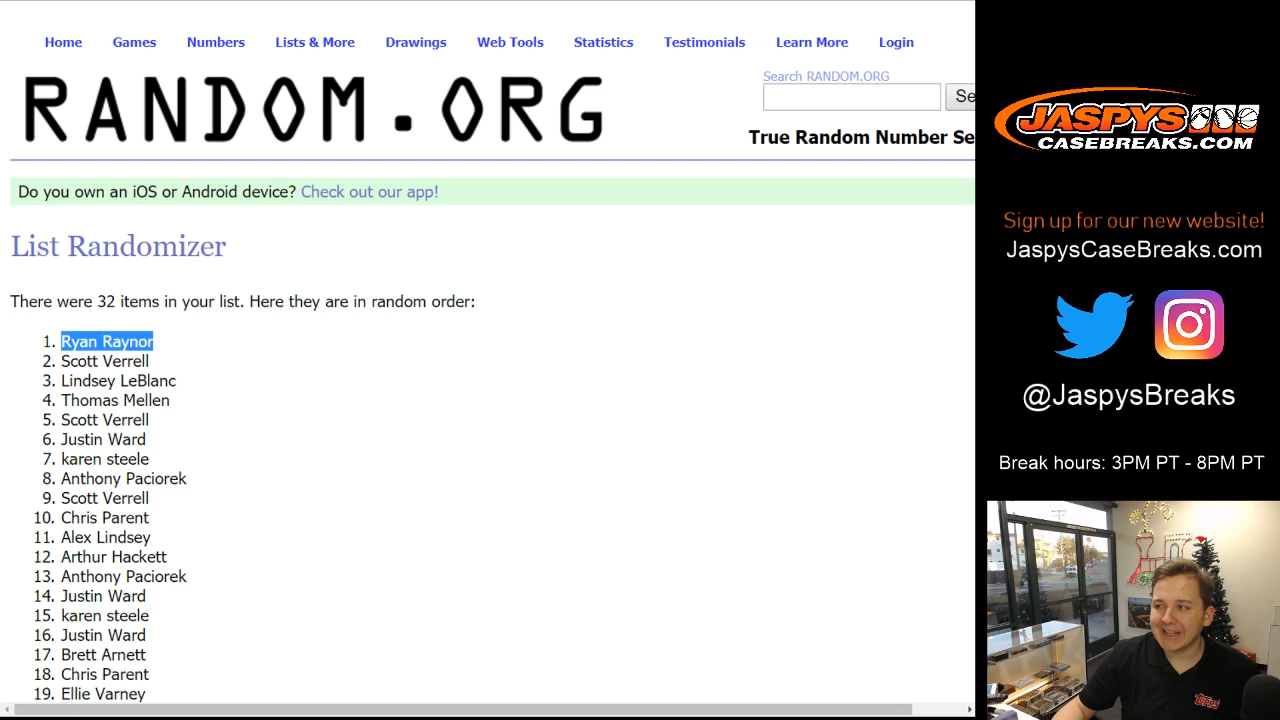 Home Games Numbers Lists & More Drawings Web Tools Statistics Testimonials Learn More Login
RANDOM.ORG
Search RANDOM.ORG
Se
True Random Number Se
Do you own an iOS or Android device? Check out our app!
List Randomizer
There were 32 items in your list. Here they are in random order:
1. Ryan Raynor
2. Scott Verrell
3. Lindsey LeBlanc
4. Thomas Mellen
5. Scott Verrell
6. Justin Ward
7. karen steele
8. Anthony Paciorek
9. Scott Verrell
10. Chris Parent
11. Alex Lindsey
12. Arthur Hackett
13. Anthony Paciorek
14. Justin Ward
15. karen steele
16. Justin Ward
17. Brett Arnett
18. Chris Parent
19. Ellie Varney
JASPYS
CASEBREAKS.COM
Sign up for our new website!
JaspysCaseBreaks.com
@JaspysBreaks
Break hours: 3PM PT - 8PM PT
Topps